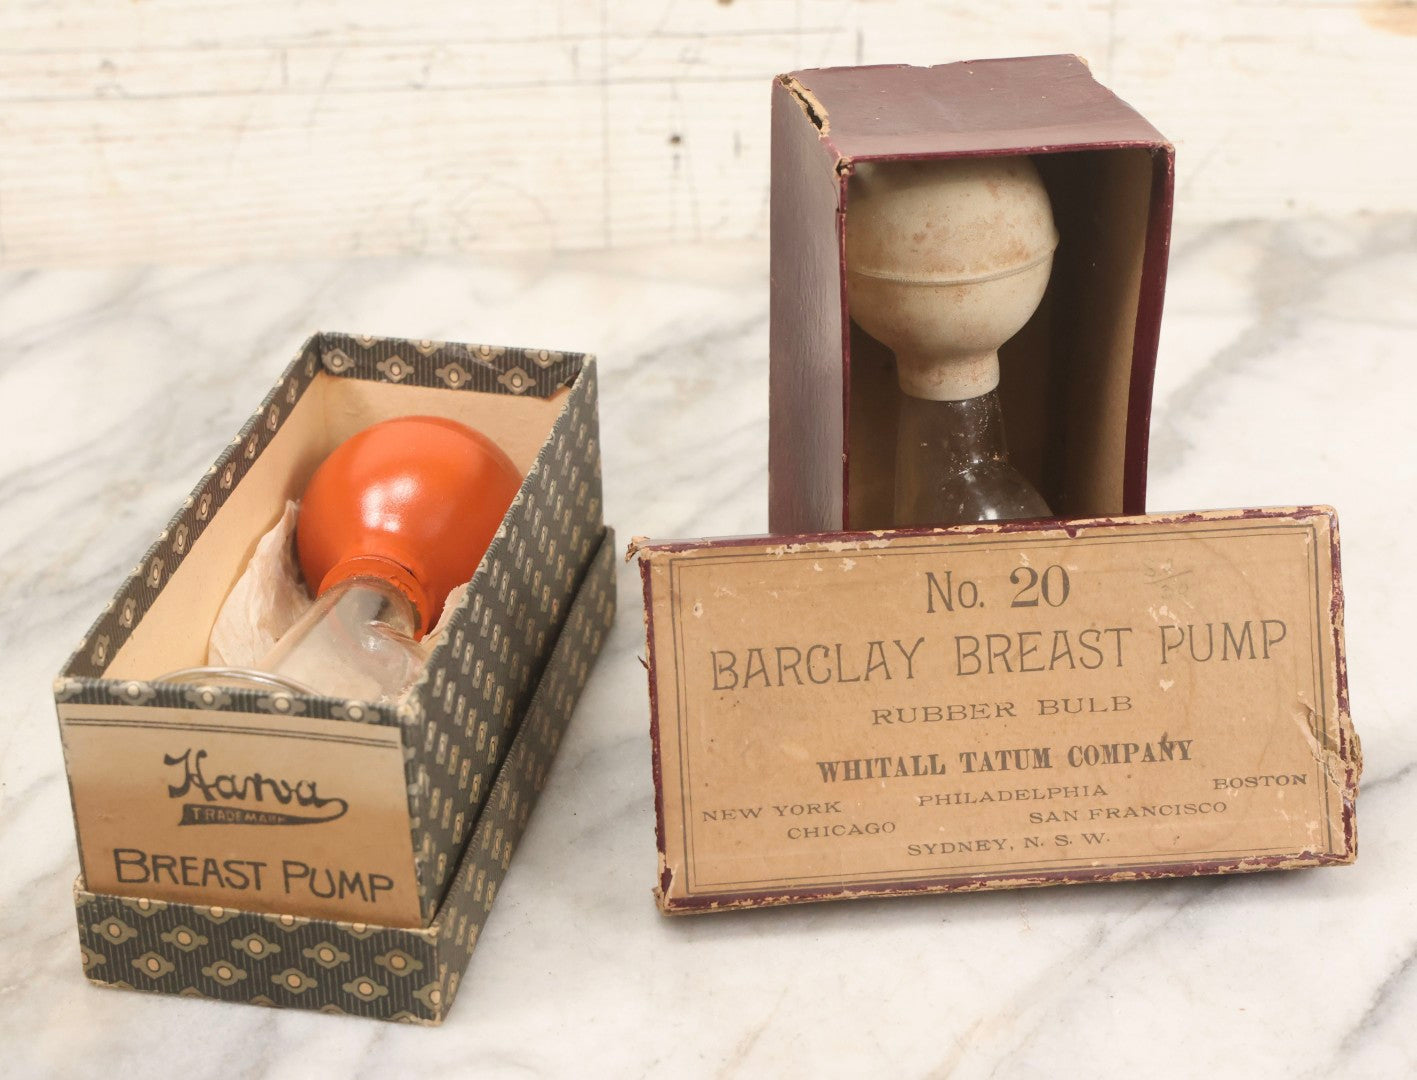 Harva
TRADEMARK
BREAST PUMP
No. 20
BARCLAY BREAST PUMP
RUBBER BULB
WHITALL TATUM COMPANY
NEW YORK PHILADELPHIA BOSTON
CHICAGO SAN FRANCISCO
SYDNEY, N. S. W.